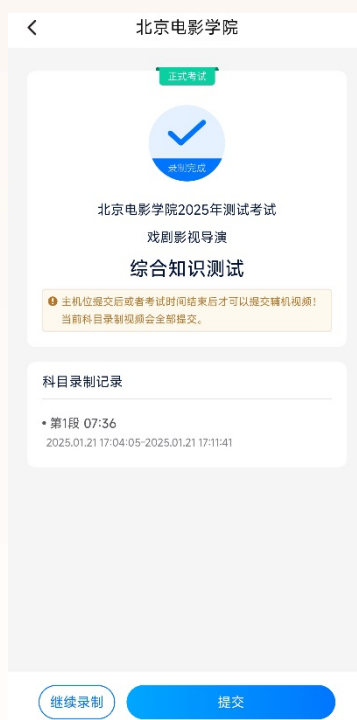 北京电影学院
正式考试
录制完成
北京电影学院2025年测试考试
戏剧影视导演
综合知识测试
主机位提交后或者考试时间结束后才可以提交辅机视频!
当前科目录制视频会全部提交。
科目录制记录
• 第1段 07:36
2025.01.21 17:04:05-2025.01.21 17:11:41
继续录制
提交